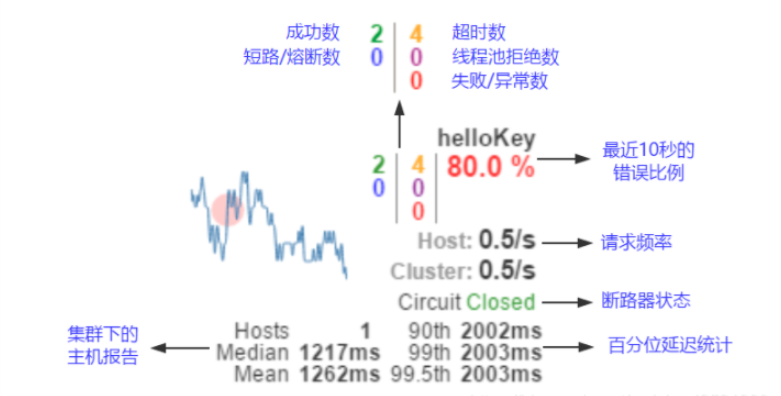 成功数 2 4 超时数
短路/熔断数 0 0 线程池拒绝数
0 失败/异常数
helloKey
2 4 80.0 %
0 0
0
最近10秒的
错误比例
Host: 0.5/s 请求频率
Cluster: 0.5/s
Circuit Closed 断路器状态
集群下的
主机报告
Hosts 1 90th 2002ms
Median 1217ms 99th 2003ms
Mean 1262ms 99.5th 2003ms
百分位延迟统计